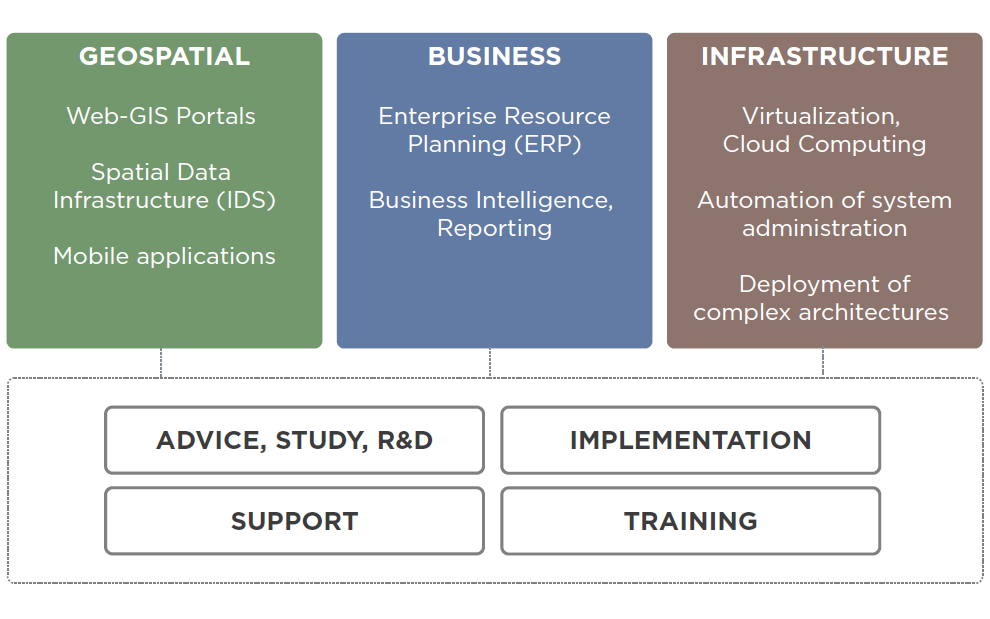 GEOSPATIAL
Web-GIS Portals
Spatial Data
Infrastructure (IDS)
Mobile applications
BUSINESS
Enterprise Resource
Planning (ERP)
Business Intelligence,
Reporting
INFRASTRUCTURE
Virtualization,
Cloud Computing
Automation of system
administration
Deployment of
complex architectures
ADVICE, STUDY, R&D
IMPLEMENTATION
SUPPORT
TRAINING